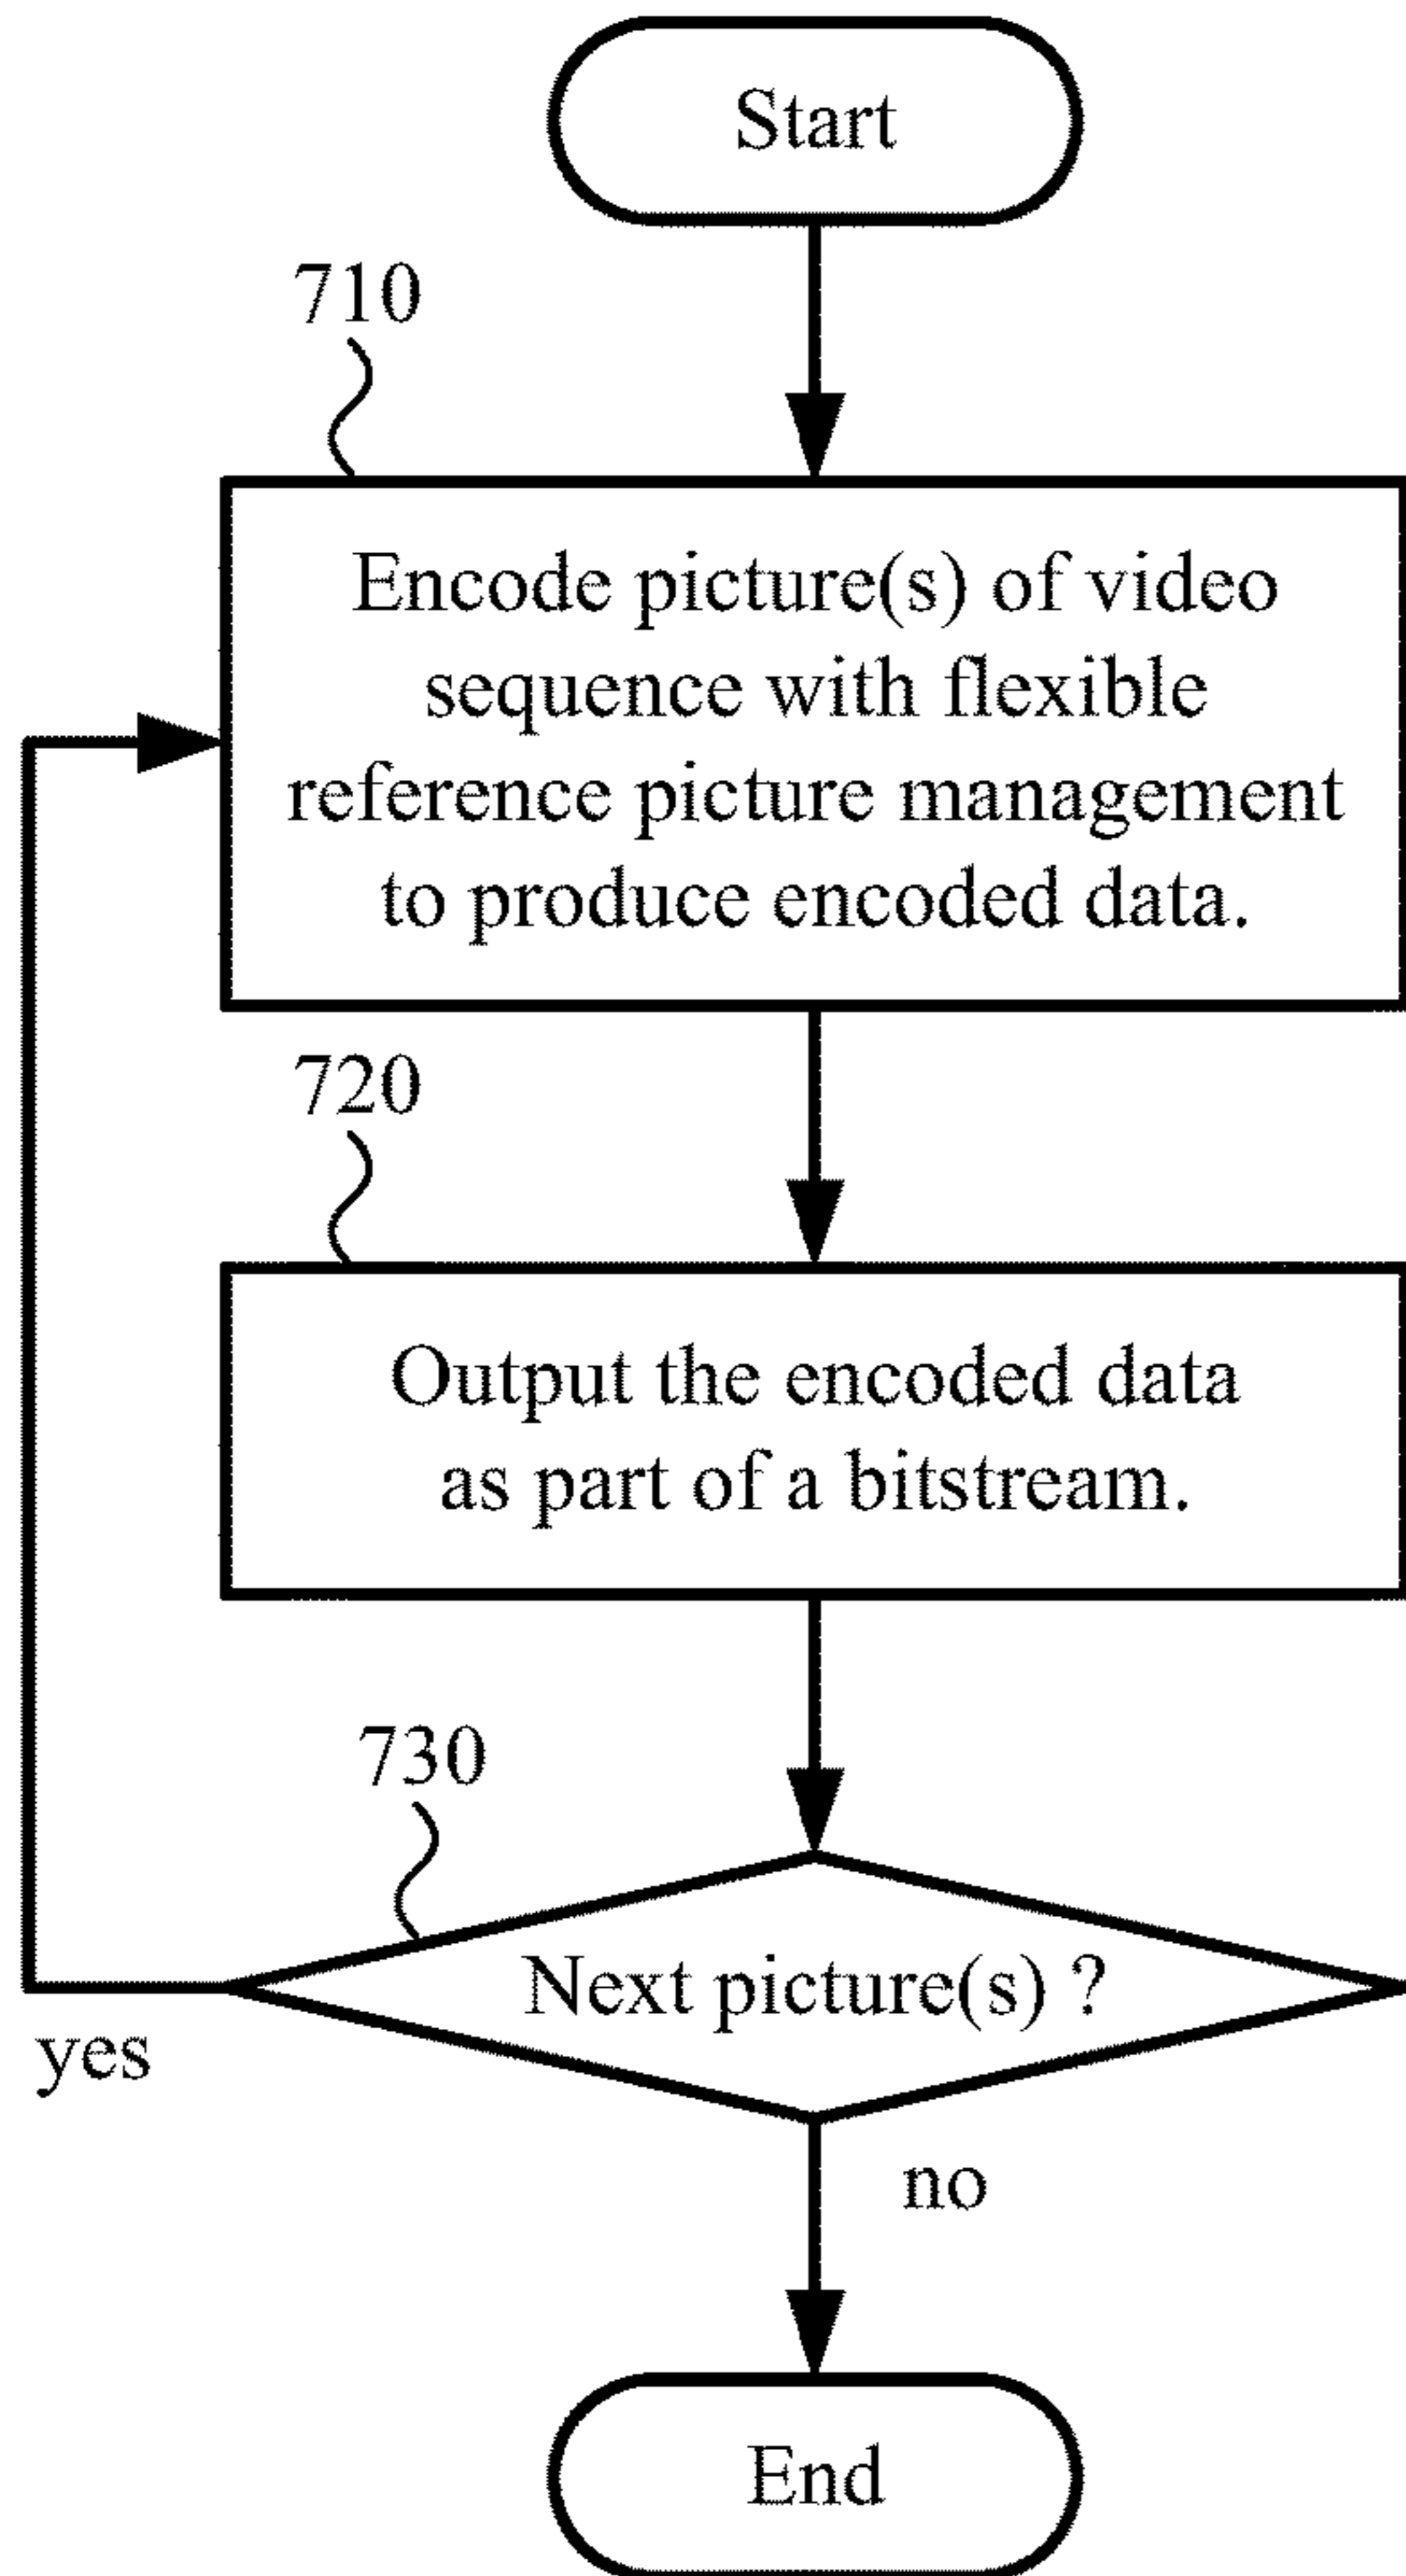 Start
710
Encode picture(s) of video
sequence with flexible
reference picture management
to produce encoded data.
720
Output the encoded data
as part of a bitstream.
730
Next picture(s) ?
yes
no
End